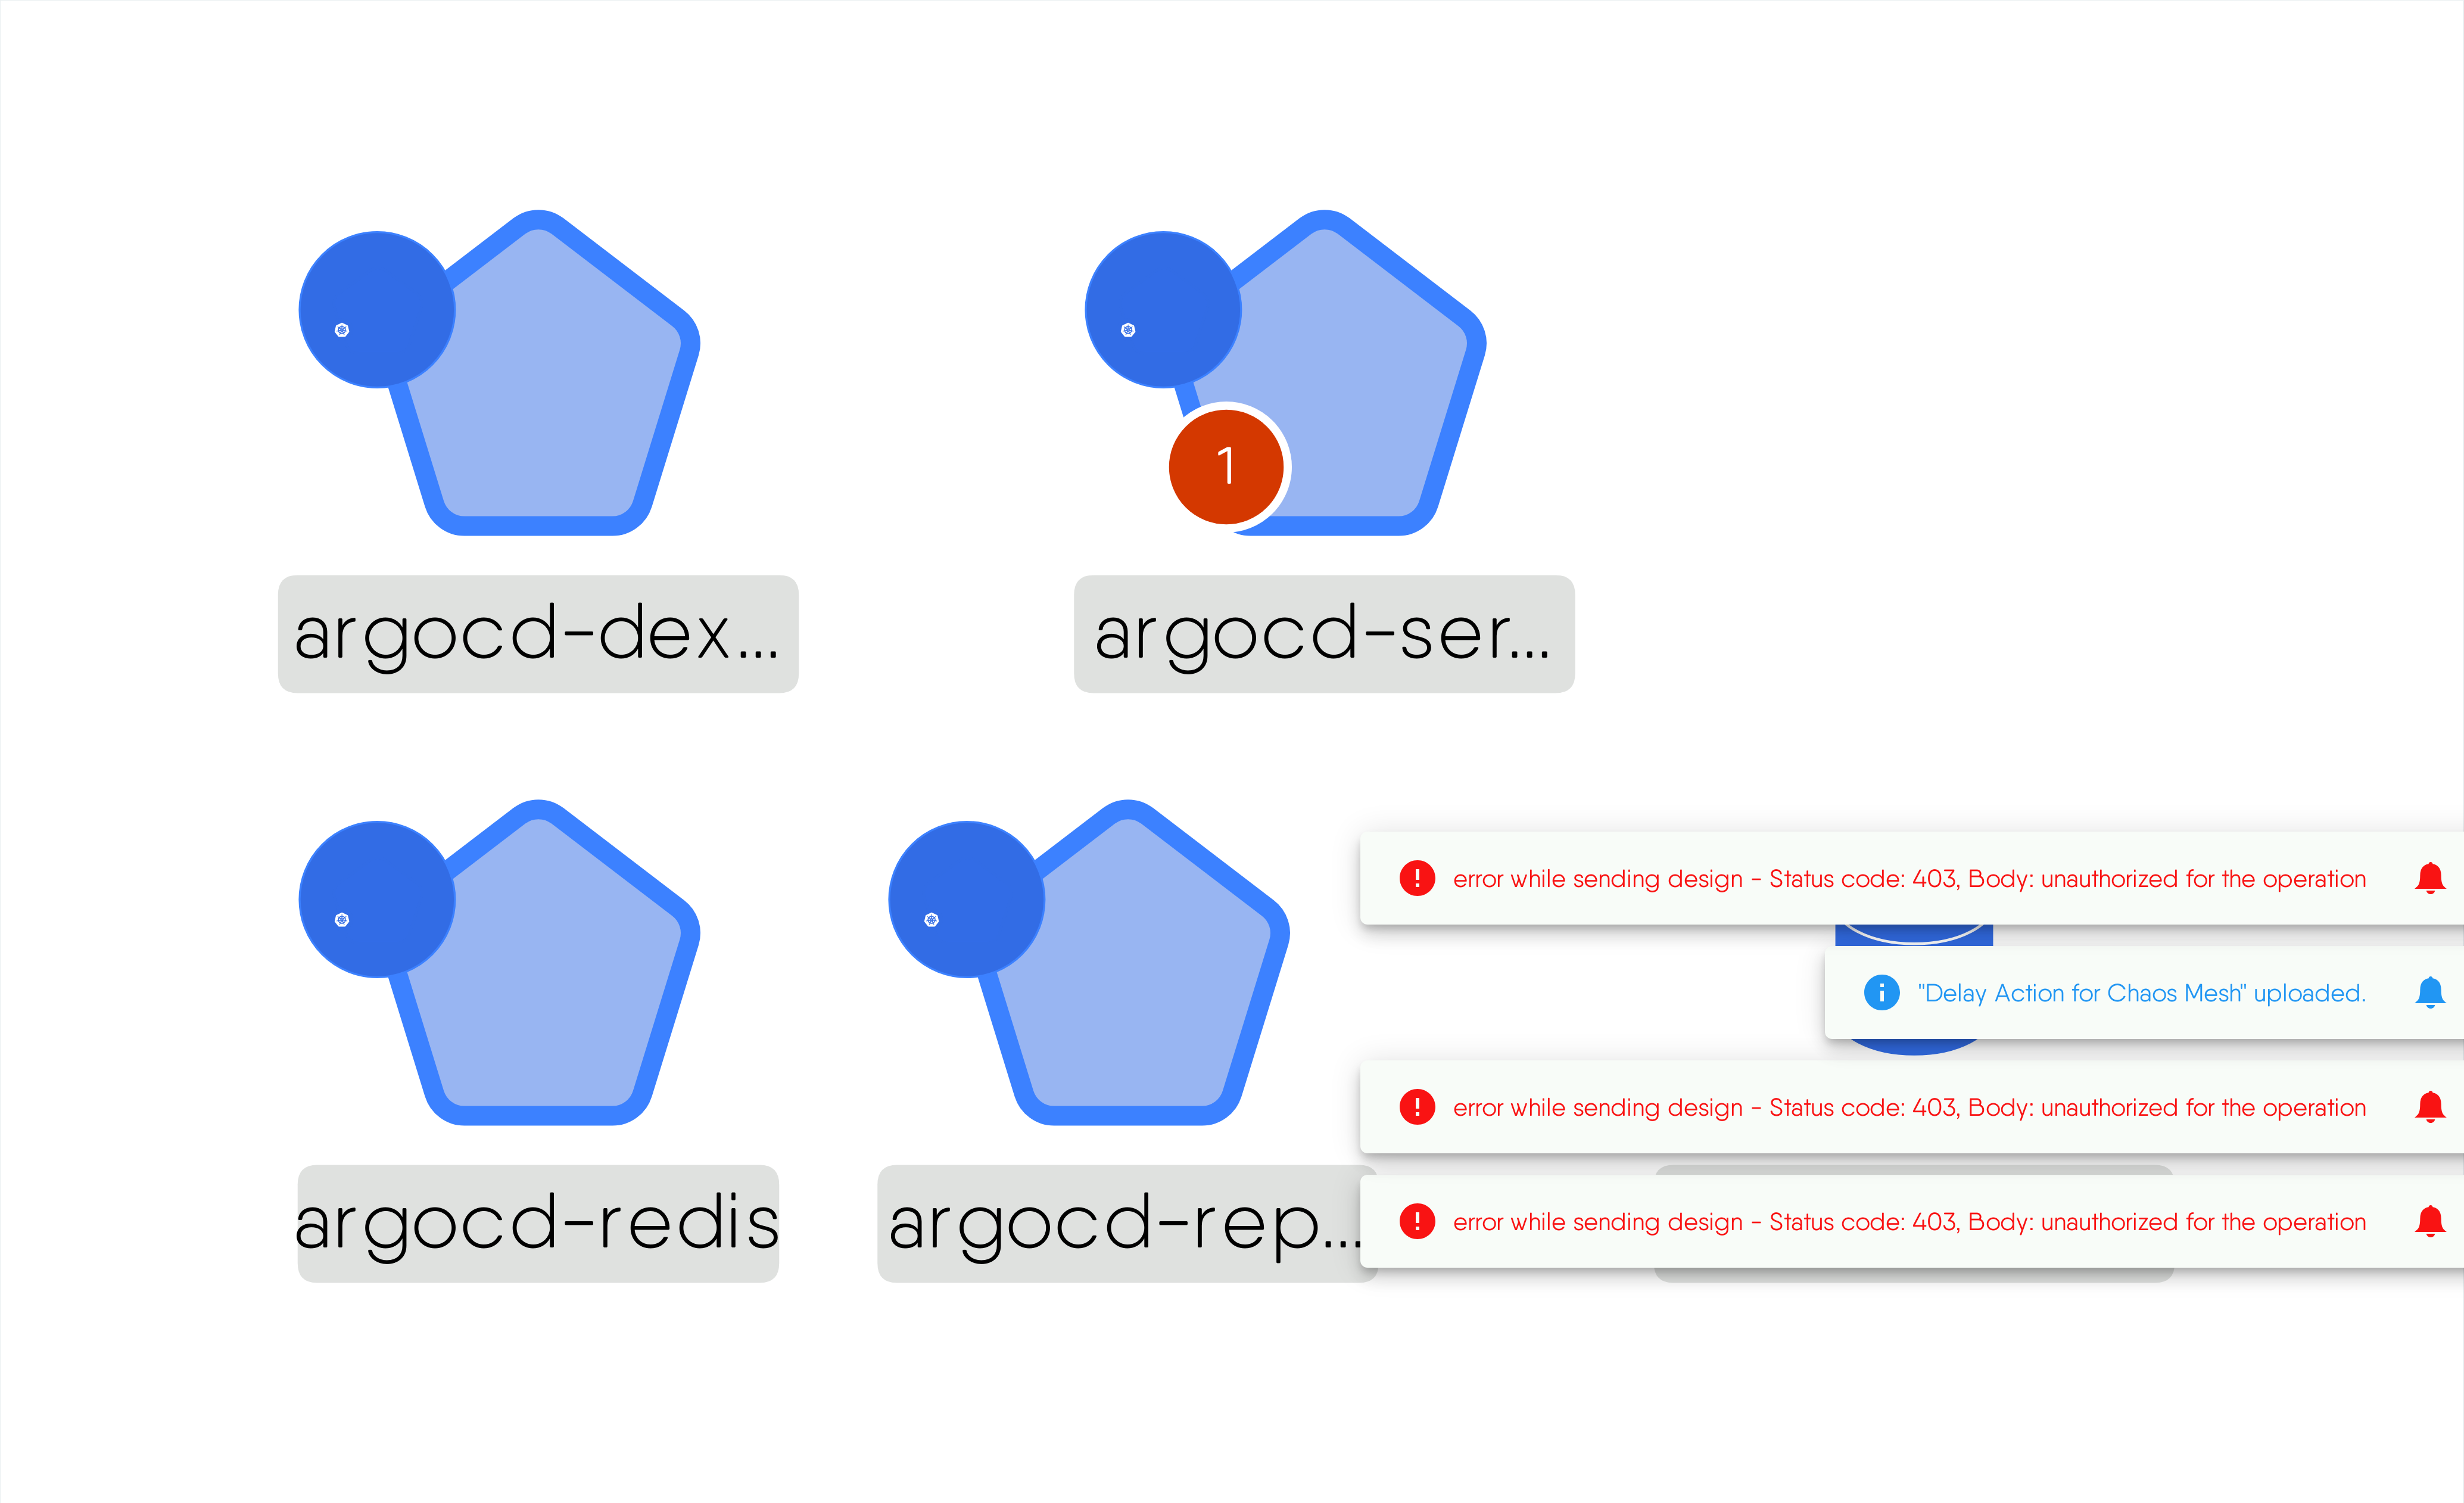 1
argocd-dex...
argocd-ser...
error while sending design - Status code: 403, Body: unauthorized for the operation
"Delay Action for Chaos Mesh" uploaded.
error while sending design - Status code: 403, Body: unauthorized for the operation
argocd-redis
argocd-rep...
error while sending design - Status code: 403, Body: unauthorized for the operation